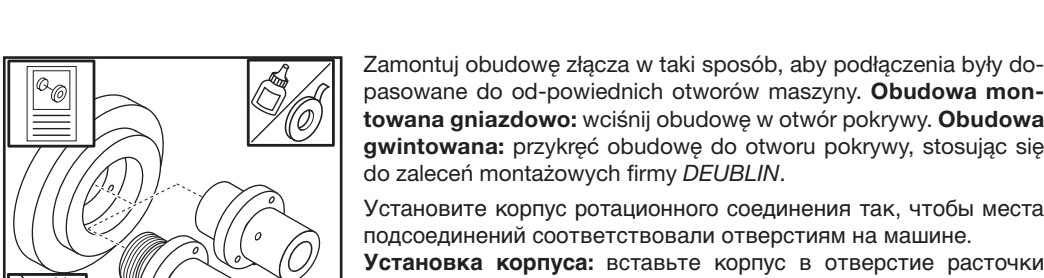 Zamontuj obudowę złącza w taki sposób, aby podłączenia były do-
pasowane do od-powiednich otworów maszyny. Obudowa mon-
towana gniazdowo: wciśnij obudowę w otwór pokrywy. Obudowa
gwintowana: przykręć obudowę do otworu pokrywy, stosując się
do zaleceń montażowych firmy DEUBLIN.
Установите корпус ротационного соединения так, чтобы места
подсоединений соответствовали отверстиям на машине.
Установка корпуса: вставьте корпус в отверстие расточки